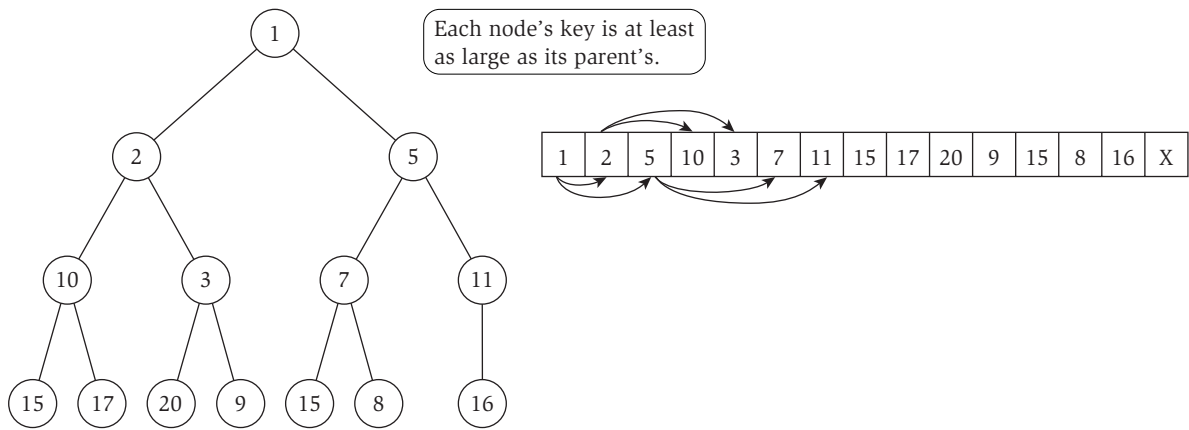 1
Each node’s key is at least
as large as its parent’s.
2 5
1 2 5 10 3 7 11 15 17 20 9 15 8 16 X
10 3 7 11
15 17 20 9 15 8 16